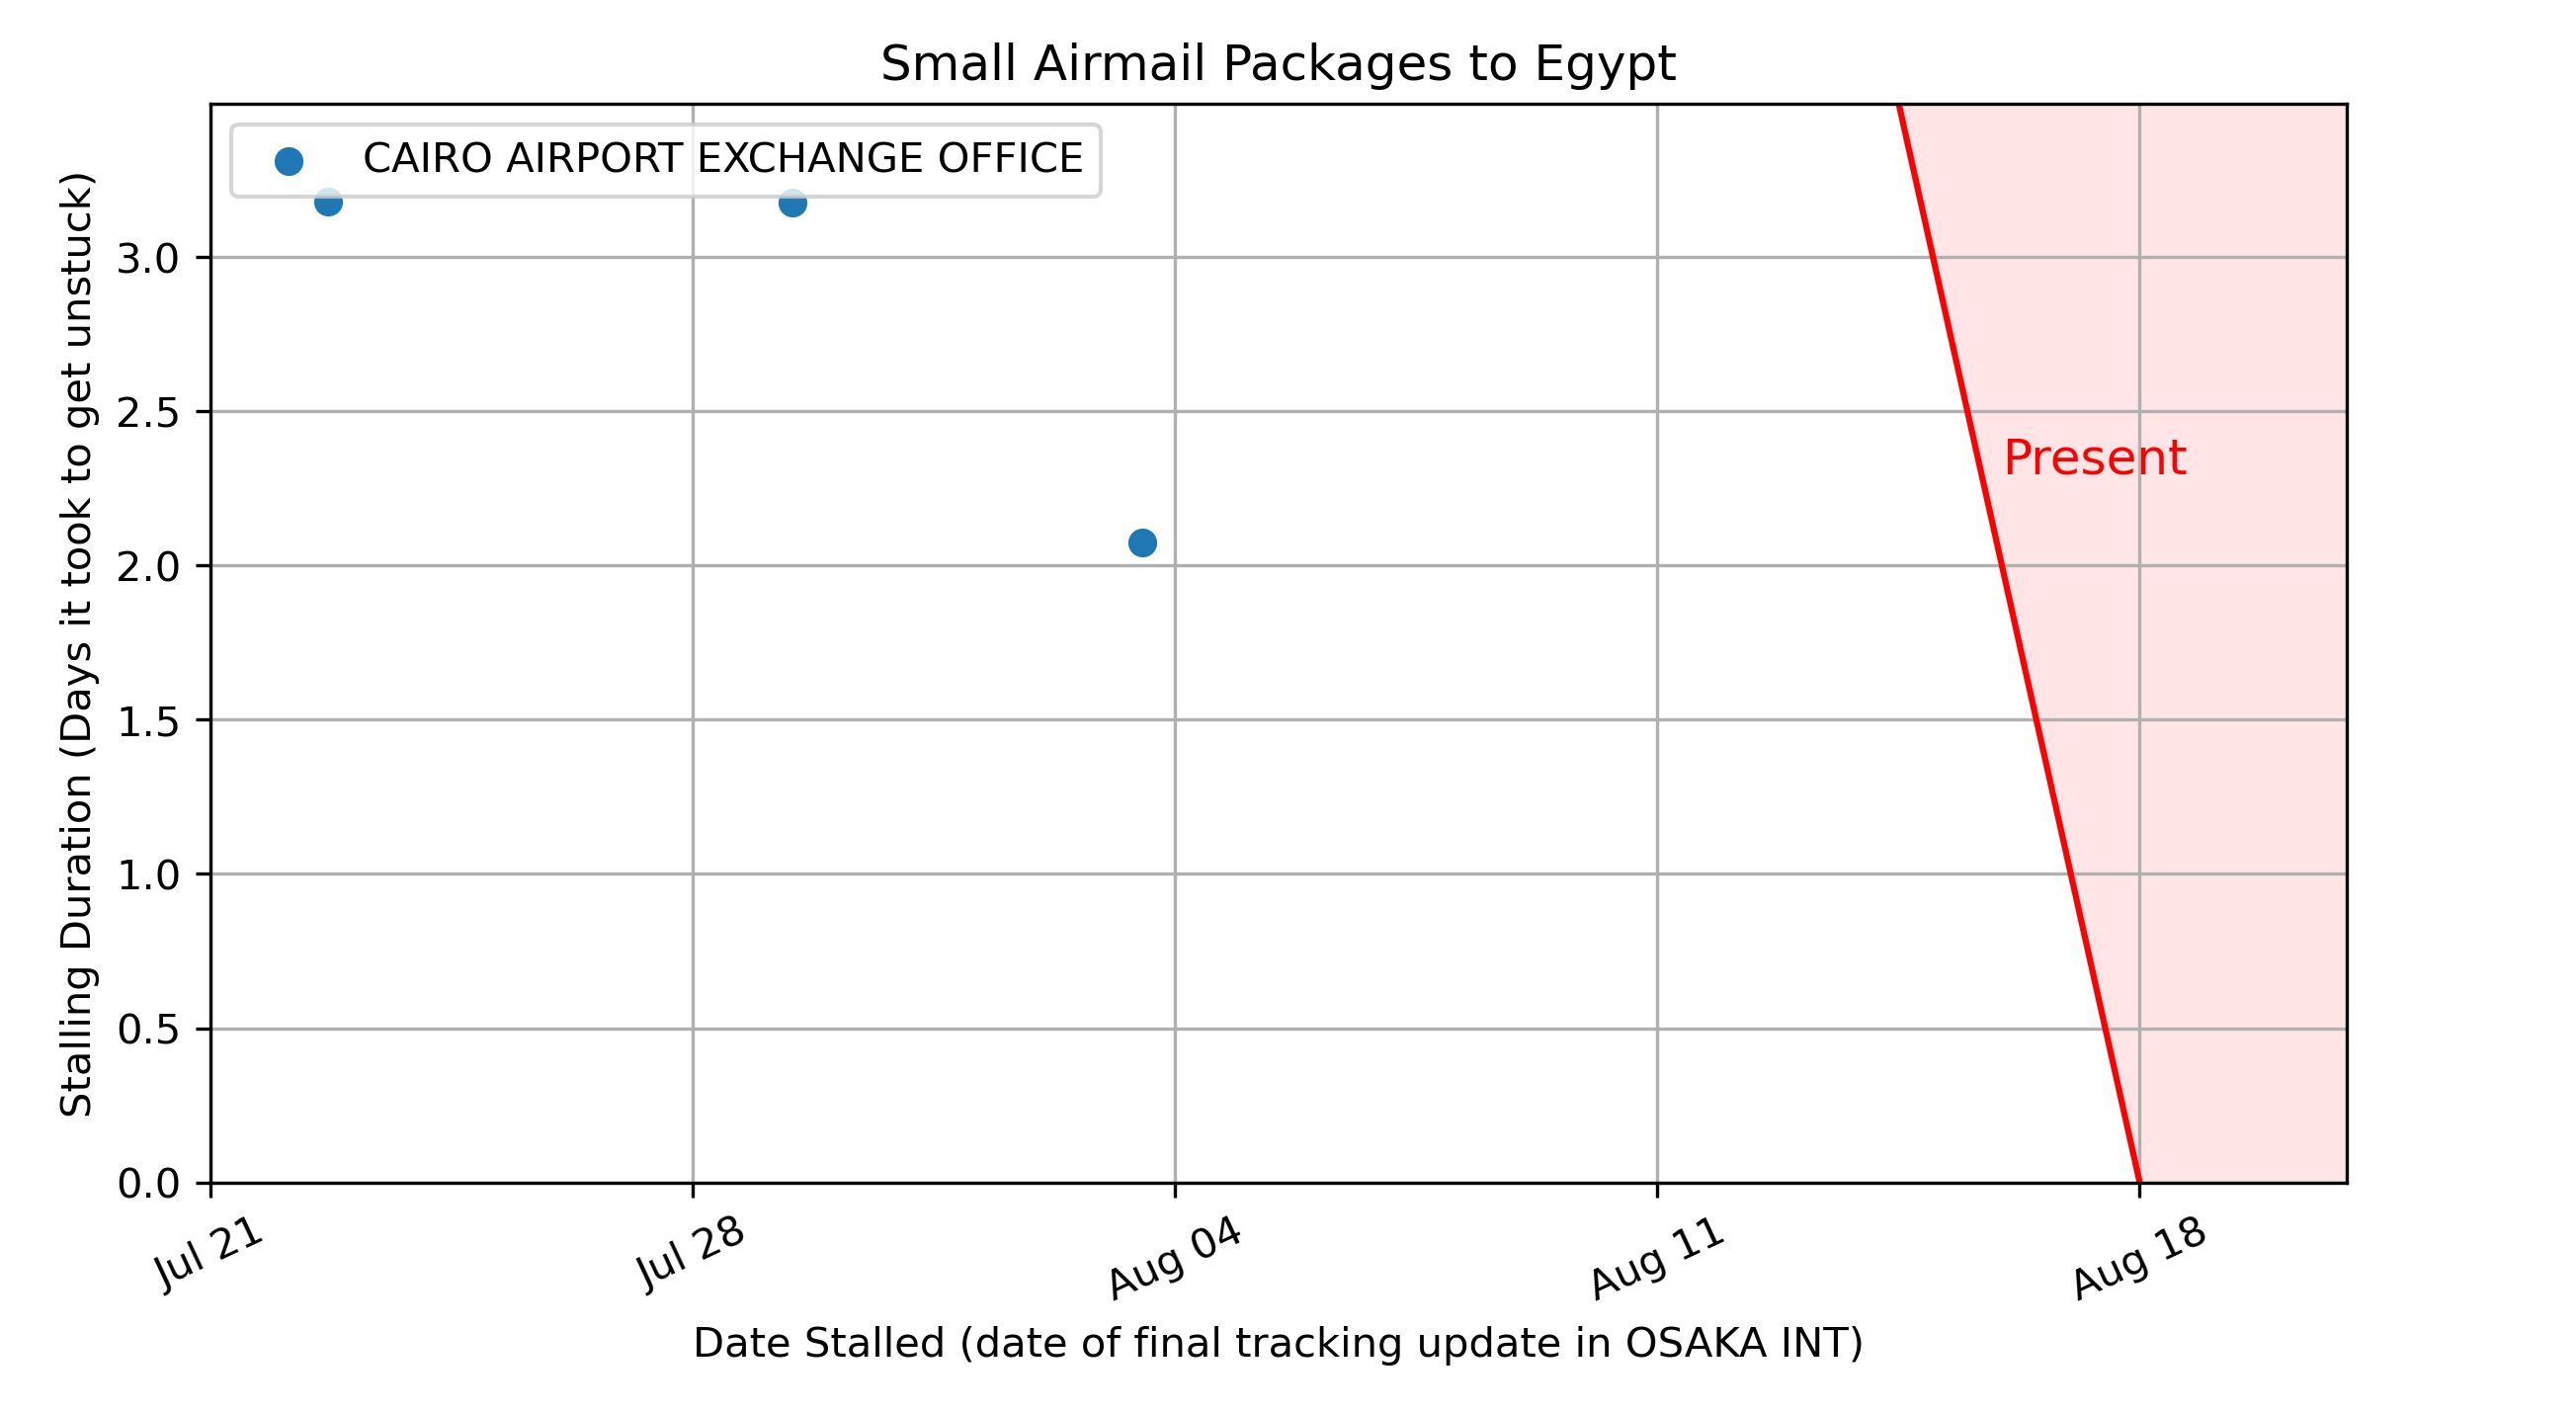 Small Airmail Packages to Egypt
CAIRO AIRPORT EXCHANGE OFFICE
Stalling Duration (Days it took to get unstuck)
3.0
2.5
2.0
1.5
1.0
0.5
0.0
Present
Jul 21
Jul 28
Aug 04
Aug 11
Aug 18
Date Stalled (date of final tracking update in OSAKA INT)